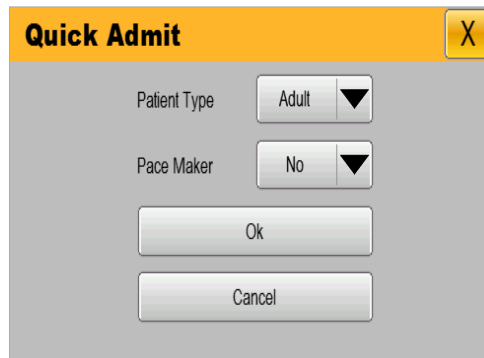 Quick Admit X
Patient Type Adult
Pace Maker No
Ok
Cancel